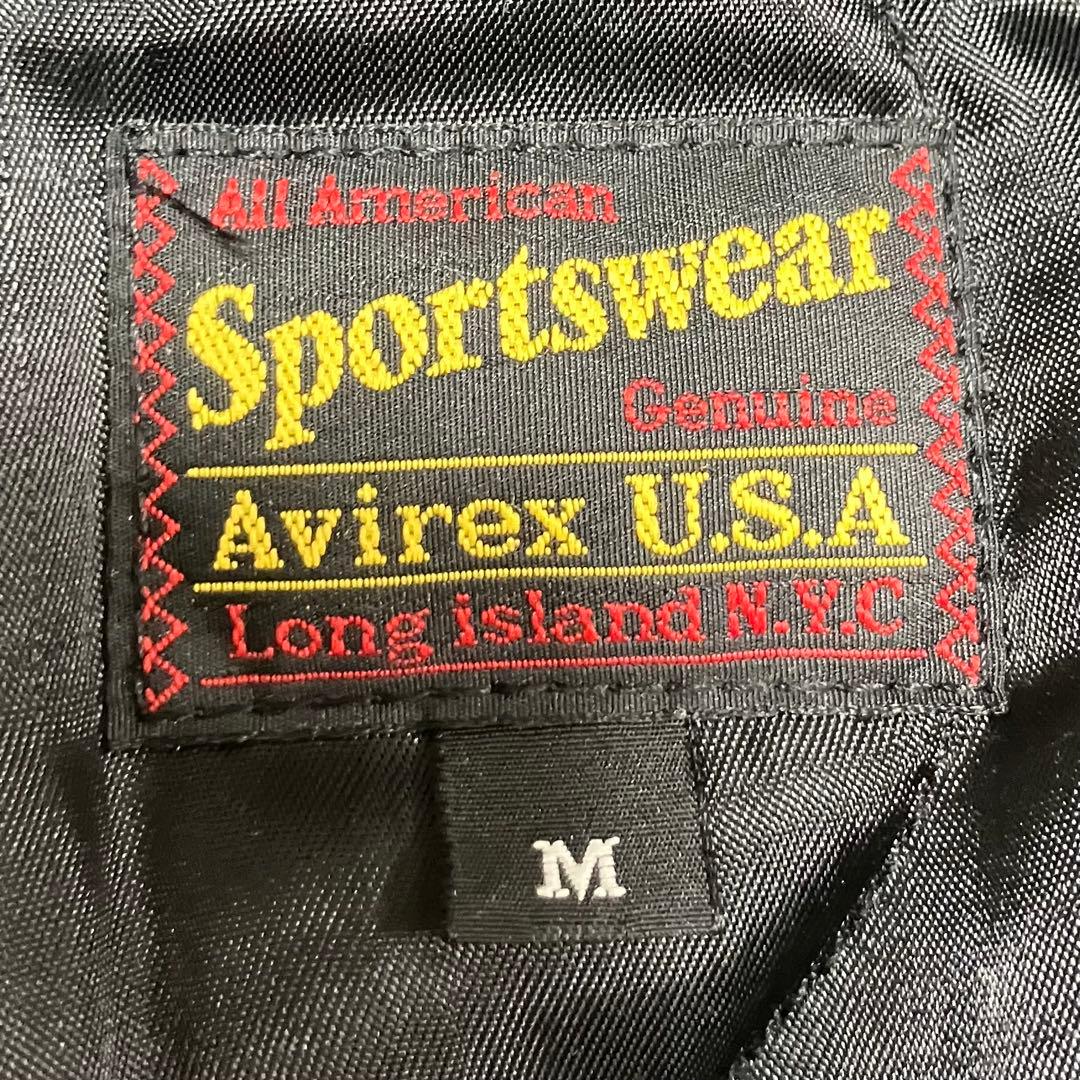 All American
Sportswear
Genuine
Avirex U.S.A
Long island N.Y.C
M